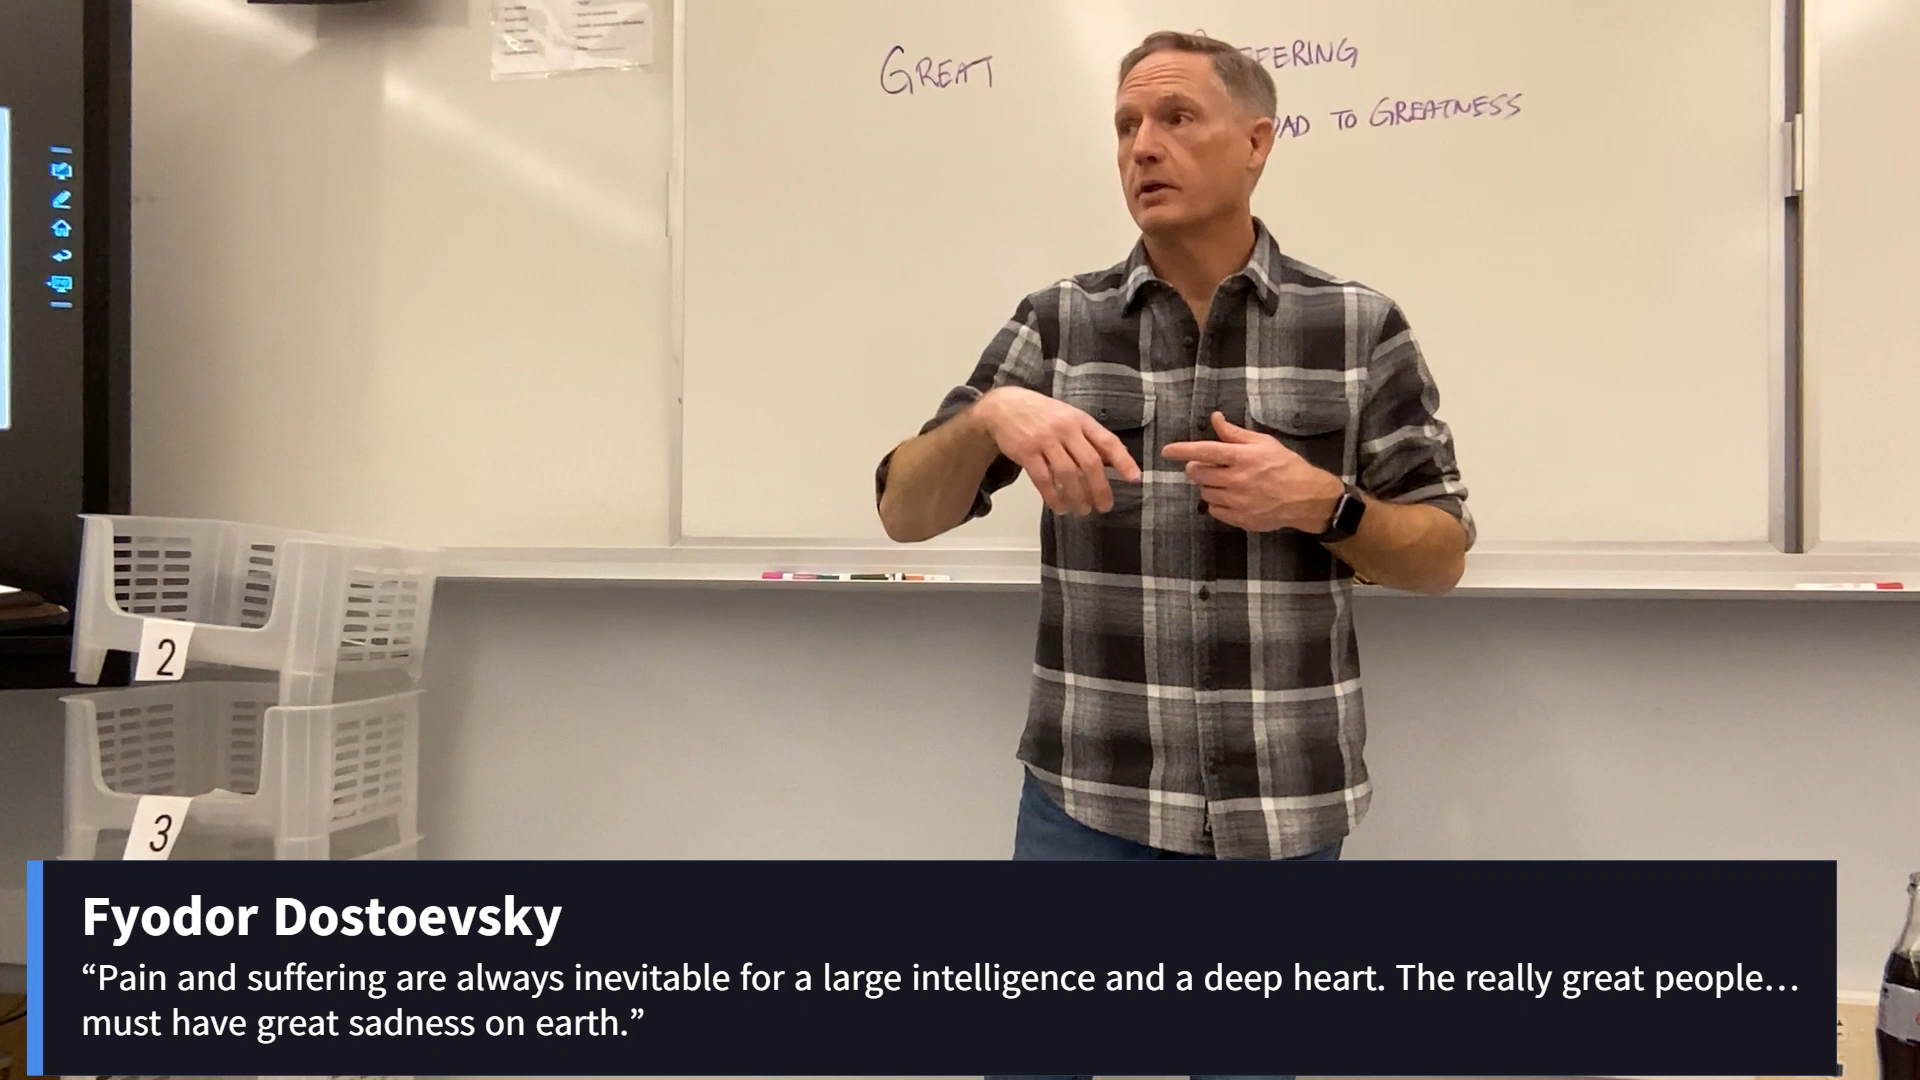 GREAT
FERING
TO GREATNESS
2
3
Fyodor Dostoevsky
“Pain and suffering are always inevitable for a large intelligence and a deep heart. The really great people…
must have great sadness on earth.”